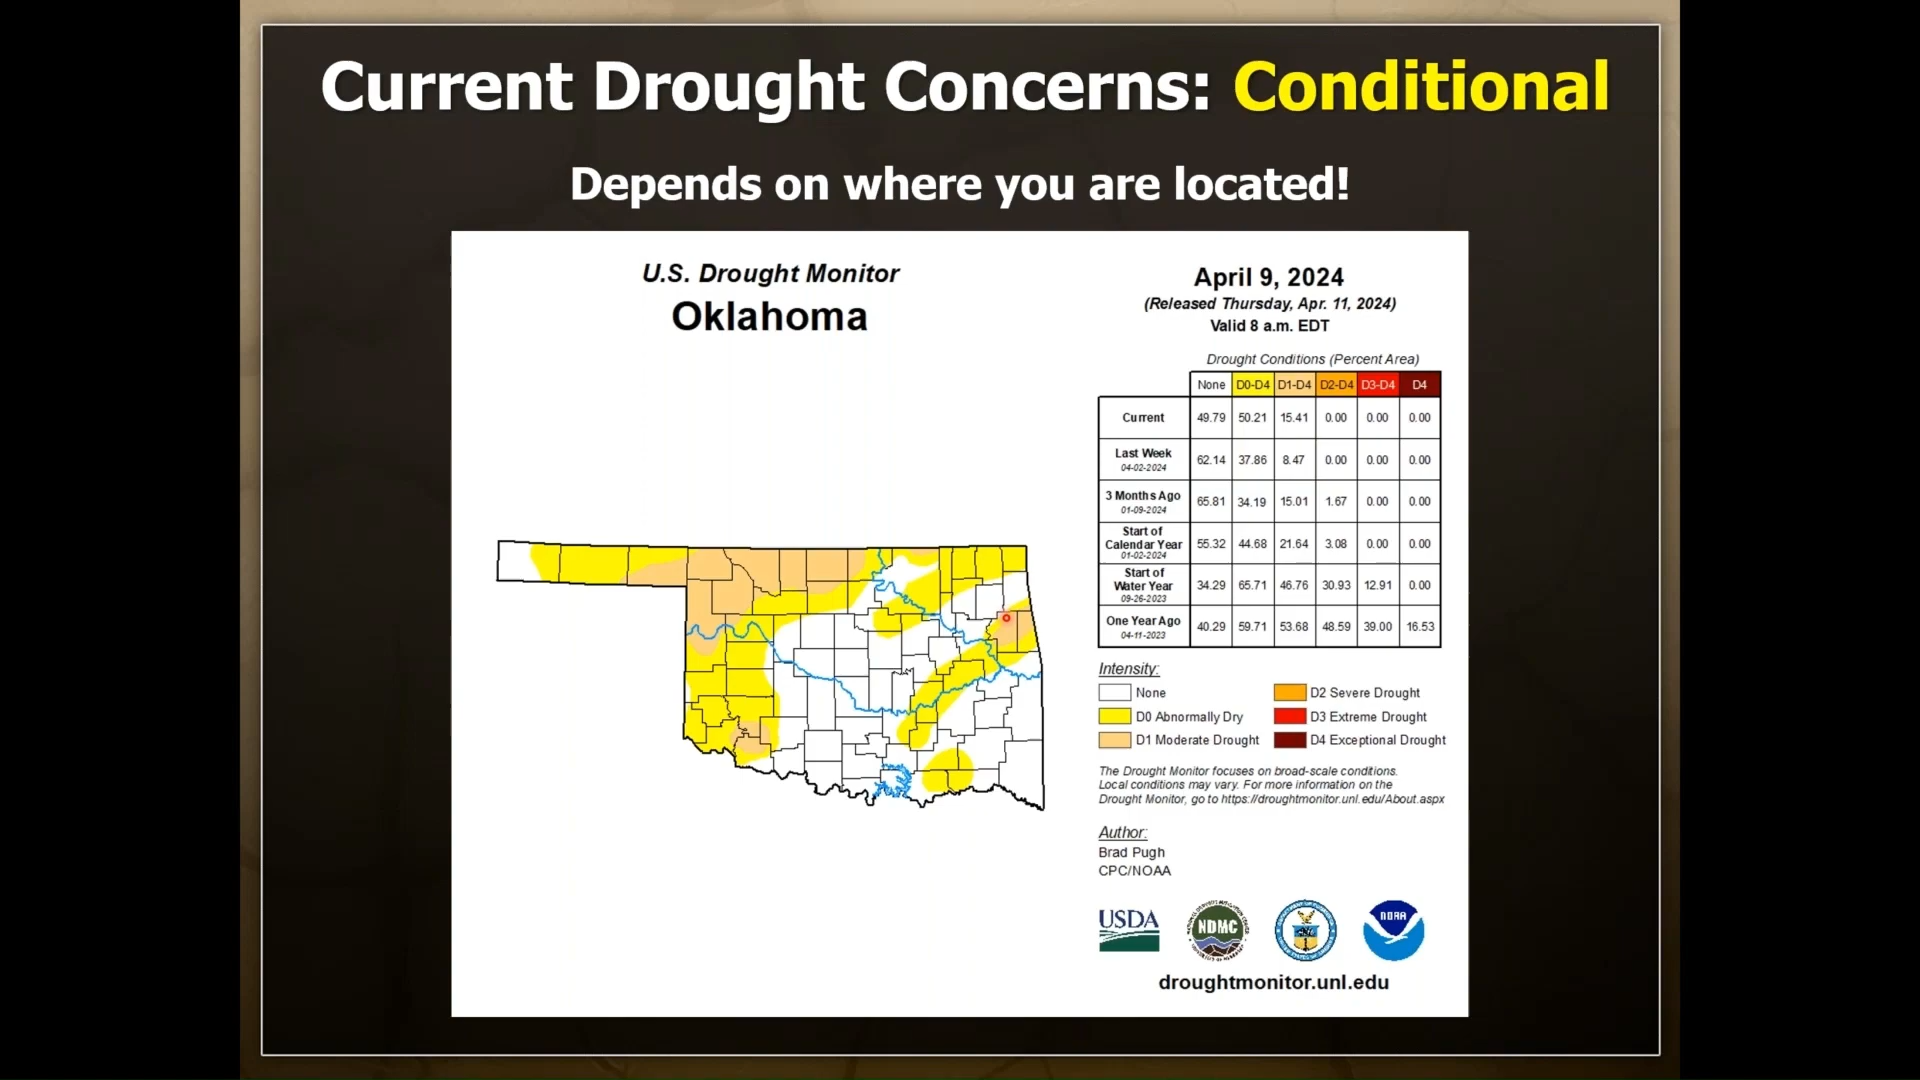 Current Drought Concerns: Conditional
Depends on where you are located!
U.S. Drought Monitor
Oklahoma
April 9, 2024
(Released Thursday, Apr. 11, 2024)
Valid 8 a.m. EDT
Drought Conditions (Percent Area)
None D0-D4 D1-D4 D2-D4 D3-D4 D4
Current 49.79 50.21 15.41 0.00 0.00 0.00
Last Week
04-02-2024 62.14 37.86 8.47 0.00 0.00 0.00
3 Months Ago
01-09-2024 65.81 34.19 15.01 1.67 0.00 0.00
Start of
Calendar Year
01-02-2024 55.32 44.68 21.64 3.08 0.00 0.00
Start of
Water Year
09-26-2023 34.29 65.71 46.76 30.93 12.91 0.00
One Year Ago
04-11-2023 40.29 59.71 53.68 48.59 39.00 16.53
Intensity:
None
D0 Abnormally Dry
D1 Moderate Drought
D2 Severe Drought
D3 Extreme Drought
D4 Exceptional Drought
The Drought Monitor focuses on broad-scale conditions.
Local conditions may vary. For more information on the
Drought Monitor, go to https://droughtmonitor.unl.edu/About.aspx
Author:
Brad Pugh
CPC/NOAA
USDA
NDMC
NOAA
droughtmonitor.unl.edu